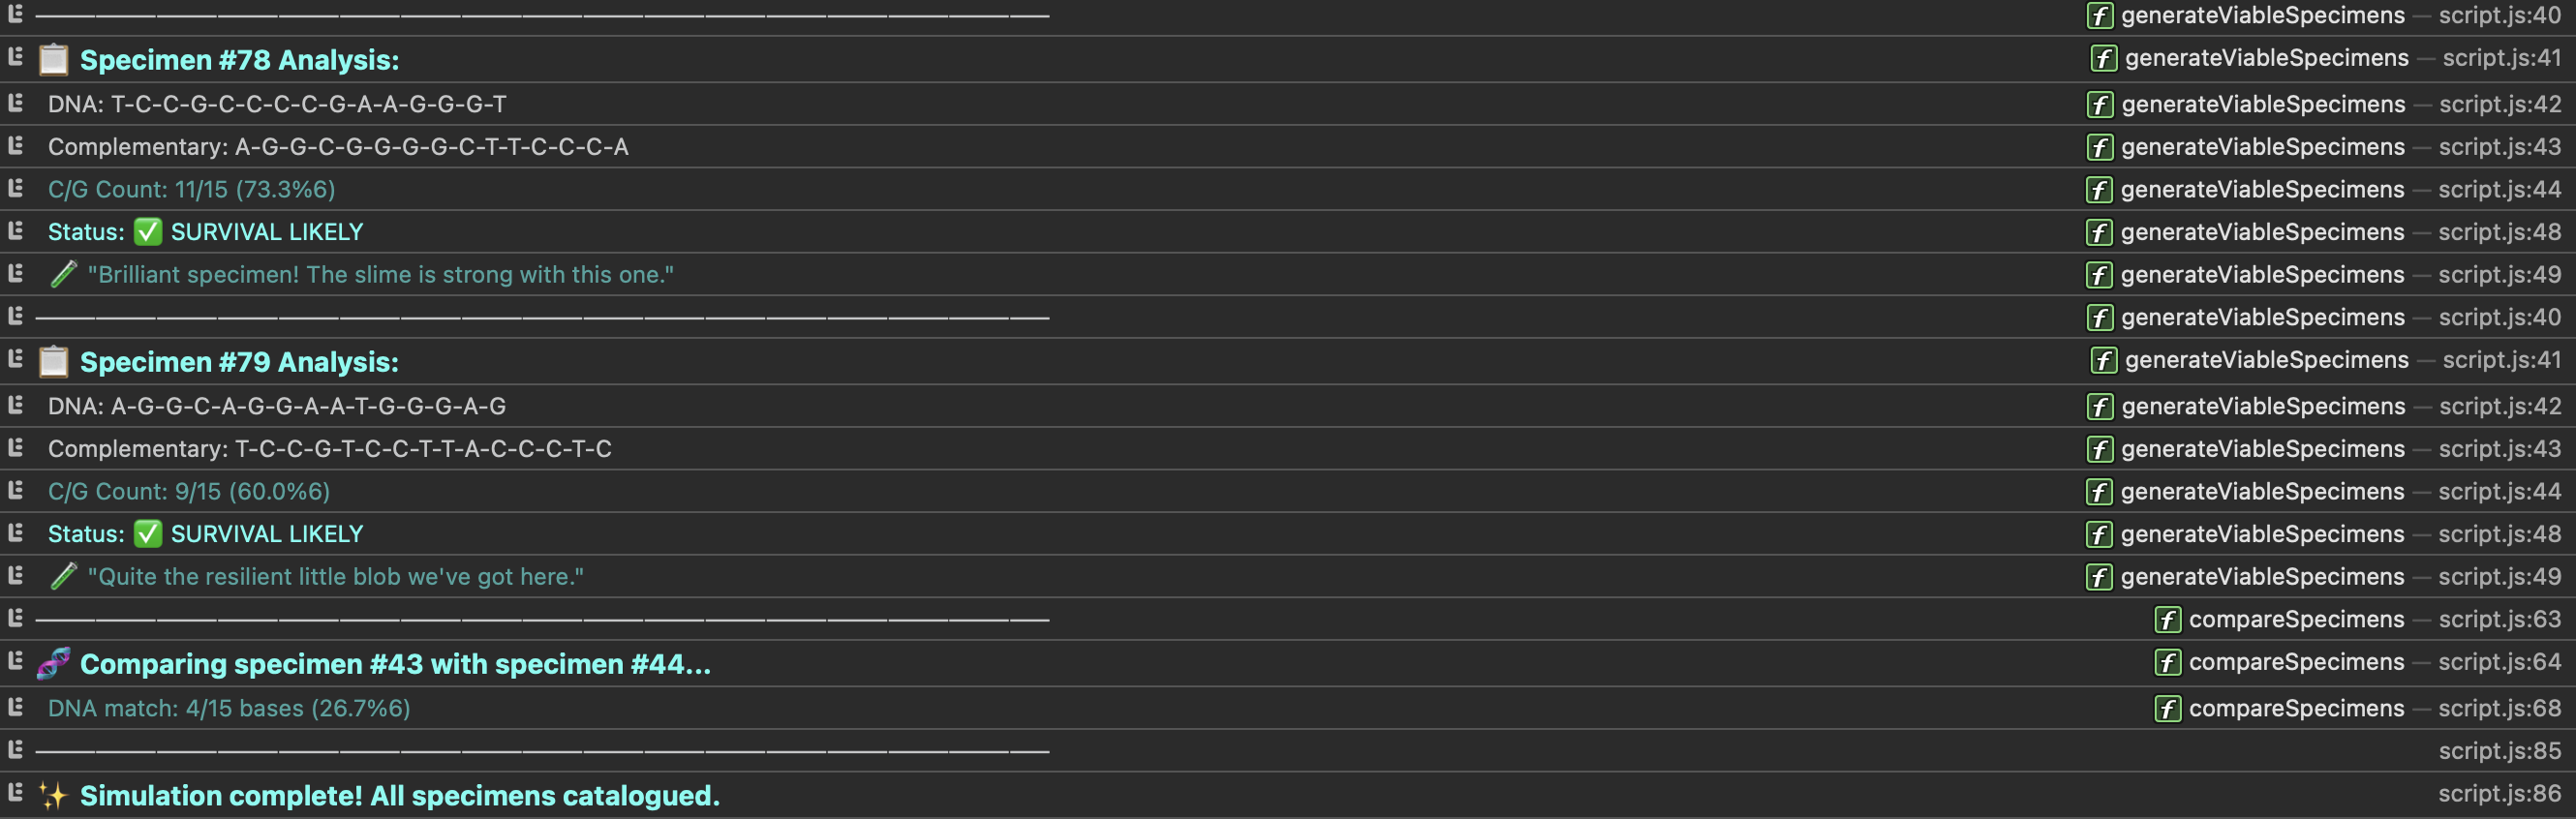 ——————————————————————————————————— generateViableSpecimens — script.js:40
📋 Specimen #78 Analysis: generateViableSpecimens — script.js:41
DNA: T-C-C-G-C-C-C-C-G-A-A-G-G-G-T generateViableSpecimens — script.js:42
Complementary: A-G-G-C-G-G-G-G-C-T-T-C-C-C-A generateViableSpecimens — script.js:43
C/G Count: 11/15 (73.3%6) generateViableSpecimens — script.js:44
Status: ✅ SURVIVAL LIKELY generateViableSpecimens — script.js:48
🧪 "Brilliant specimen! The slime is strong with this one." generateViableSpecimens — script.js:49
——————————————————————————————————— generateViableSpecimens — script.js:40
📋 Specimen #79 Analysis: generateViableSpecimens — script.js:41
DNA: A-G-G-C-A-G-G-A-A-T-G-G-G-A-G generateViableSpecimens — script.js:42
Complementary: T-C-C-G-T-C-C-T-T-A-C-C-C-T-C generateViableSpecimens — script.js:43
C/G Count: 9/15 (60.0%6) generateViableSpecimens — script.js:44
Status: ✅ SURVIVAL LIKELY generateViableSpecimens — script.js:48
🧪 "Quite the resilient little blob we've got here." generateViableSpecimens — script.js:49
——————————————————————————————————— compareSpecimens — script.js:63
🧬 Comparing specimen #43 with specimen #44... compareSpecimens — script.js:64
DNA match: 4/15 bases (26.7%6) compareSpecimens — script.js:68
——————————————————————————————————— script.js:85
✨ Simulation complete! All specimens catalogued. script.js:86